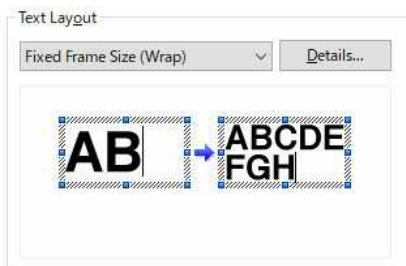 Text Layout
Fixed Frame Size (Wrap)
Details...
AB
ABCDE
FGH